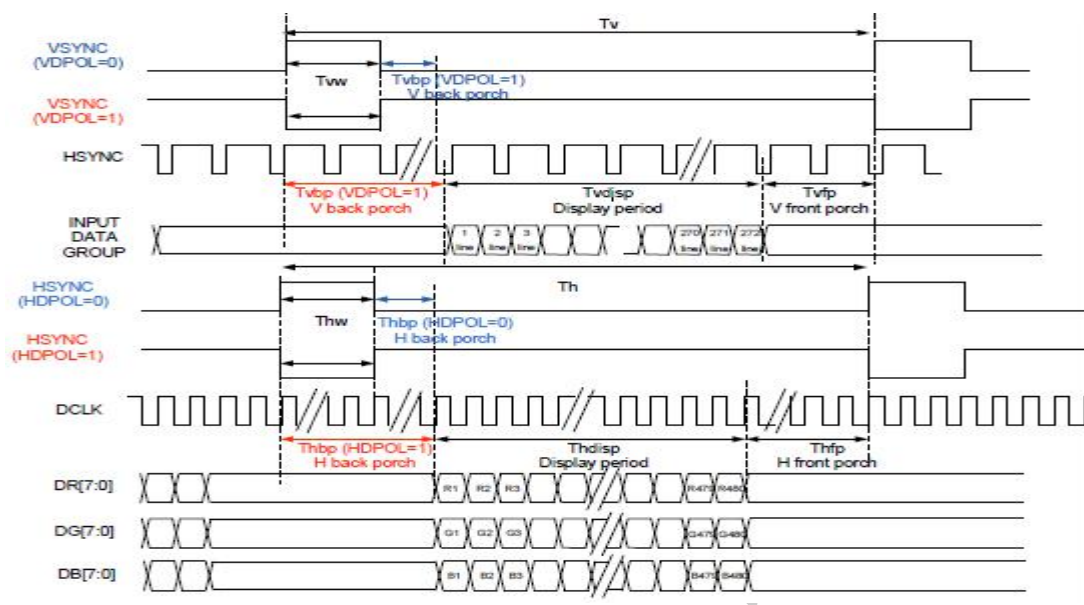 Tv
VSYNC
(VDPOL=0)
Tvw
Tvbp (VDPOL=1)
V back porch
VSYNC
(VDPOL=1)
HSYNC
Tvbp (VDPOL=1)
V back porch
Tvdisp
Display period
Tvfp
V front porch
INPUT
DATA
GROUP
1 line
2 line
3 line
270 line
271 line
272 line
HSYNC
(HDPOL=0)
Th
Thw
Thbp (HDPOL=0)
H back porch
HSYNC
(HDPOL=1)
DCLK
Thbp (HDPOL=1)
H back porch
Thdisp
Display period
Thfp
H front porch
DR[7:0] R1 R2 R3 R479 R480
DG[7:0] G1 G2 G3 G479 G480
DB[7:0] B1 B2 B3 B479 B480